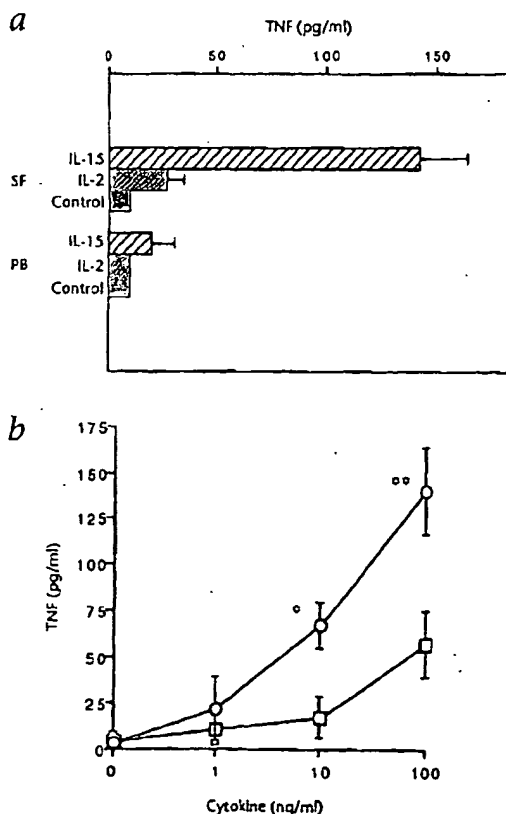 a
TNF (pg/ml)
0 50 100 150
IL-15
SF IL-2
Control
IL-15
PB IL-2
Control
b
175
150
125
TNF (pg/ml)
75
50
25
0
0 1 10 100
Cytokine (ng/ml)